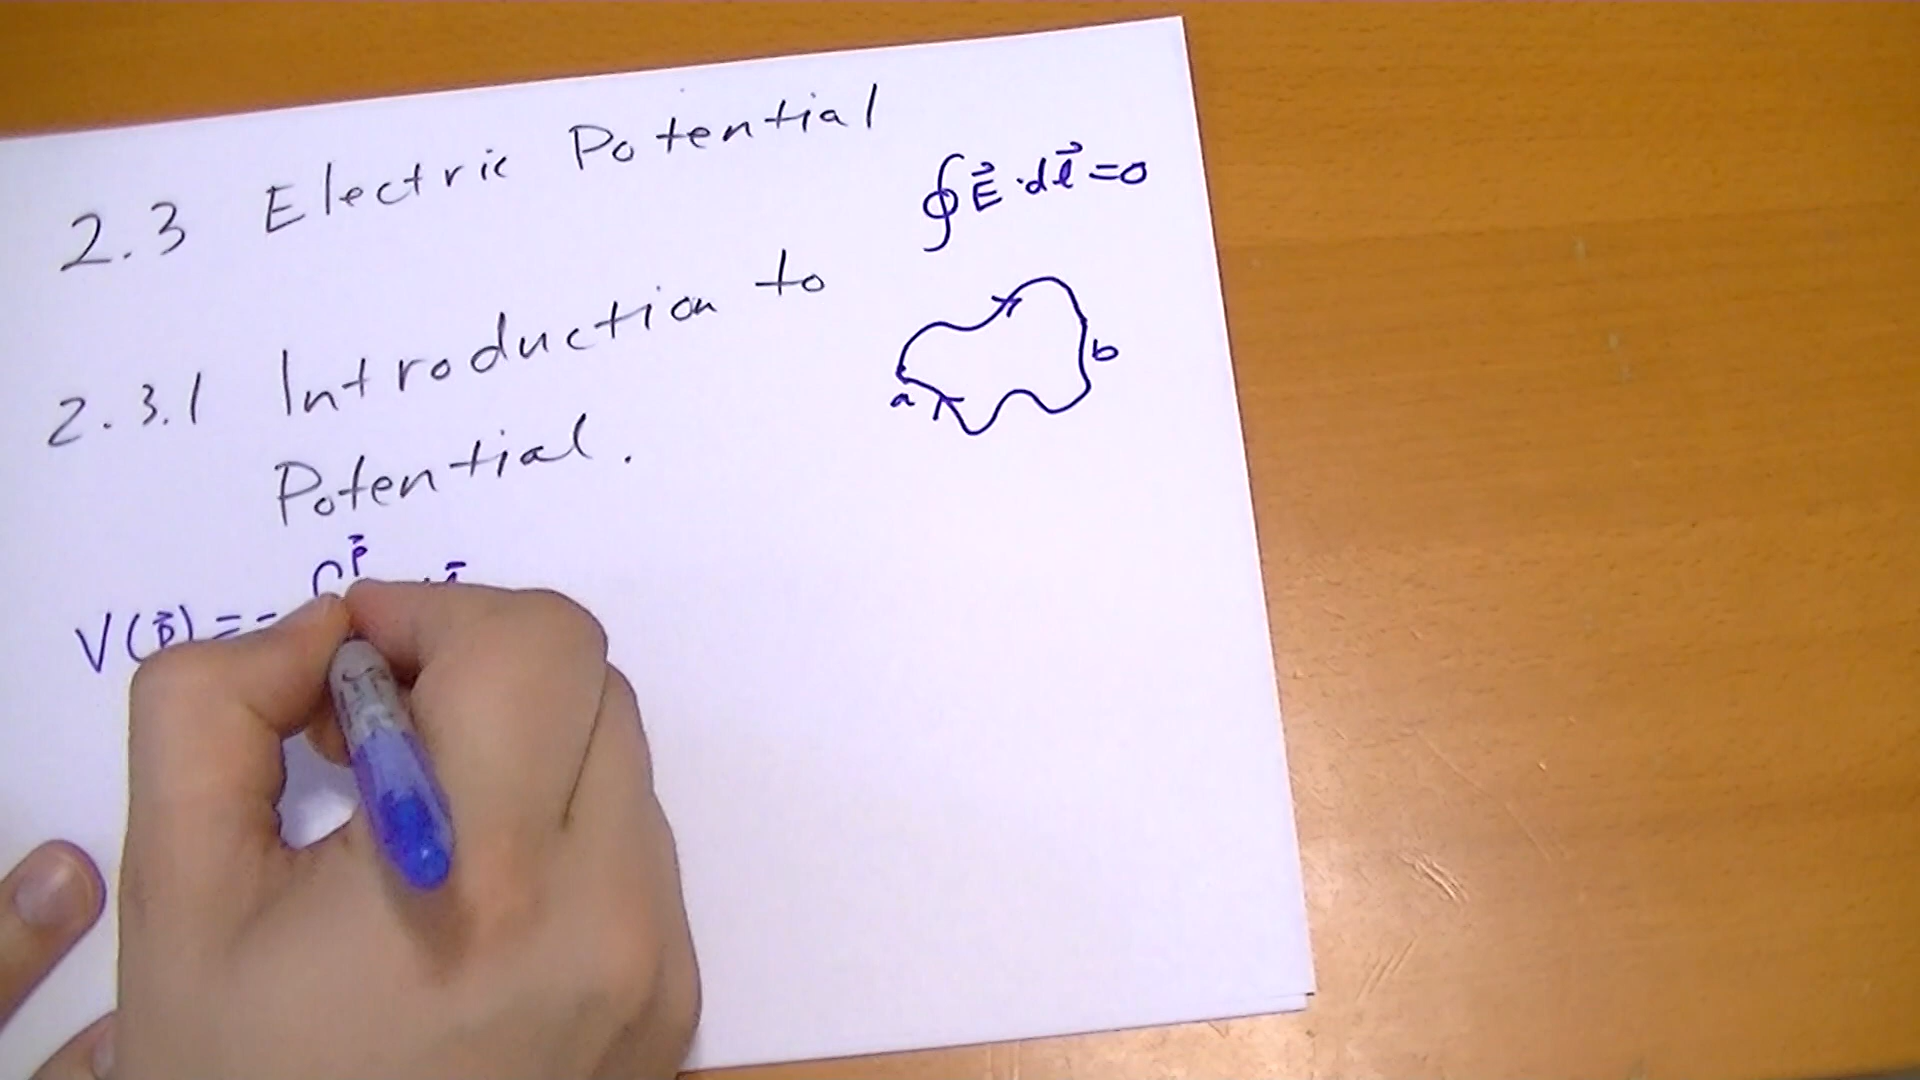 2.3 Electric Potential
∮E⃗·dl⃗=0
2.3.1 Introduction to
Potential.
a
b
V(p⃗)=-∫p⃗